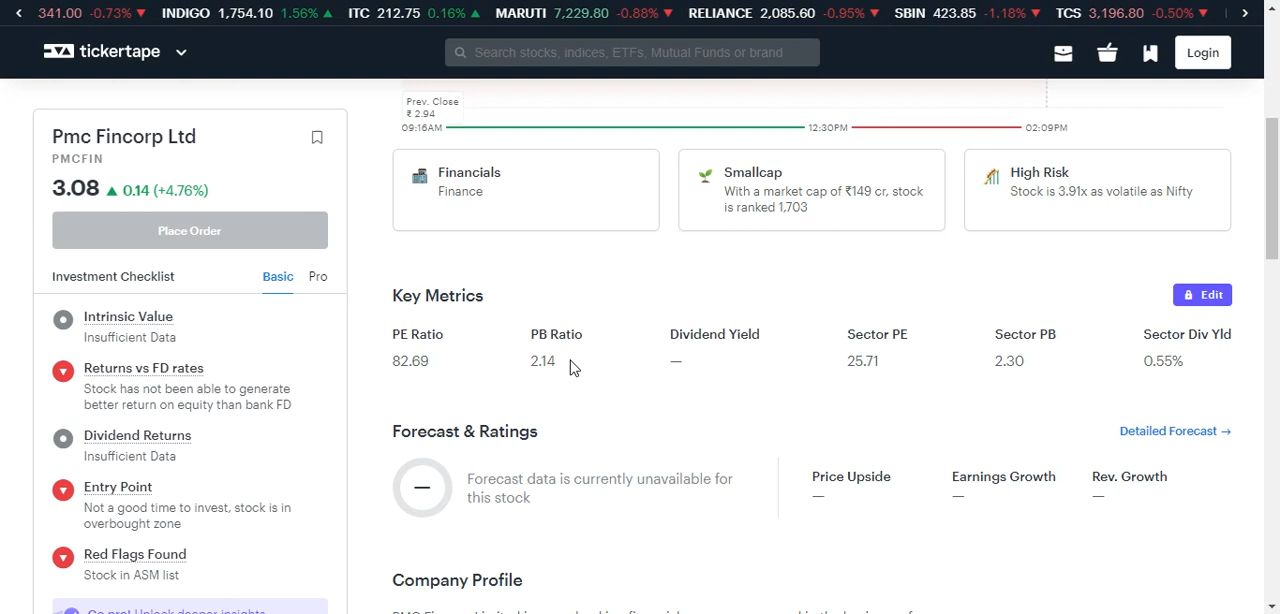 341.00 -0.73% INDIGO 1,754.10 1.56% ITC 212.75 0.16% MARUTI 7,229.80 -0.88% RELIANCE 2,085.60 -0.95% SBIN 423.85 -1.18% TCS 3,196.80 -0.50%
tickertape Search stocks, indices, ETFs, Mutual Funds or brand Login
Prev. Close
₹ 2.94
09:16AM 12:30PM 02:09PM
Pmc Fincorp Ltd
PMCFIN
3.08 0.14 (+4.76%)
Place Order
Investment Checklist Basic Pro
Intrinsic Value
Insufficient Data
Returns vs FD rates
Stock has not been able to generate
better return on equity than bank FD
Dividend Returns
Insufficient Data
Entry Point
Not a good time to invest, stock is in
overbought zone
Red Flags Found
Stock in ASM list
Go pro! Unlock deeper insights
Financials
Finance
Smallcap
With a market cap of ₹149 cr, stock
is ranked 1,703
High Risk
Stock is 3.91x as volatile as Nifty
Key Metrics Edit
PE Ratio PB Ratio Dividend Yield Sector PE Sector PB Sector Div Yld
82.69 2.14 — 25.71 2.30 0.55%
Forecast & Ratings Detailed Forecast →
— Forecast data is currently unavailable for
this stock
Price Upside Earnings Growth Rev. Growth
— — —
Company Profile